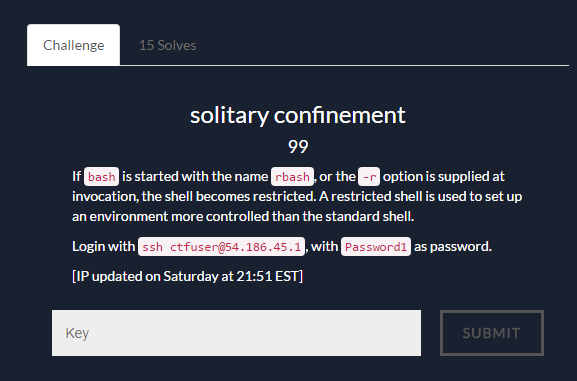 Challenge
15 Solves
solitary confinement
99
If bash is started with the name rbash, or the -r option is supplied at
invocation, the shell becomes restricted. A restricted shell is used to set up
an environment more controlled than the standard shell.
Login with ssh ctfuser@54.186.45.1, with Password1 as password.
[IP updated on Saturday at 21:51 EST]
Key
SUBMIT